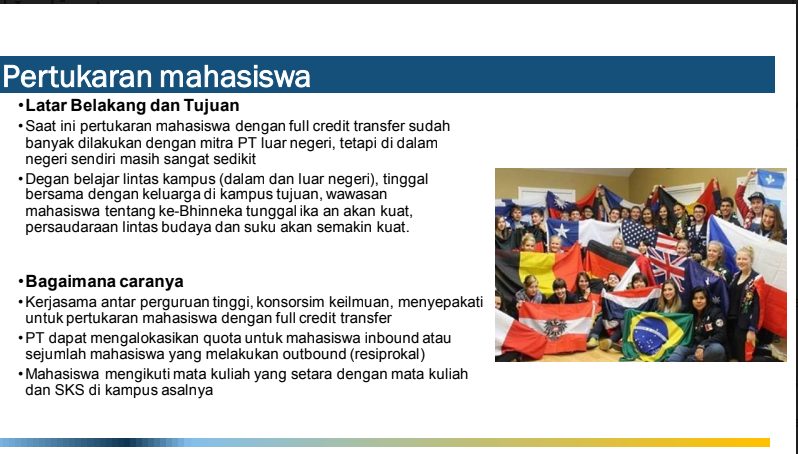 Pertukaran mahasiswa
•Latar Belakang dan Tujuan
•Saat ini pertukaran mahasiswa dengan full credit transfer sudah
banyak dilakukan dengan mitra PT luar negeri, tetapi di dalam
negeri sendiri masih sangat sedikit
•Degan belajar lintas kampus (dalam dan luar negeri), tinggal
bersama dengan keluarga di kampus tujuan, wawasan
mahasiswa tentang ke-Bhinneka tunggal ika an akan kuat,
persaudaraan lintas budaya dan suku akan semakin kuat.
•Bagaimana caranya
•Kerjasama antar perguruan tinggi, konsorsim keilmuan, menyepakati
untuk pertukaran mahasiswa dengan full credit transfer
•PT dapat mengalokasikan quota untuk mahasiswa inbound atau
sejumlah mahasiswa yang melakukan outbound (resiprokal)
•Mahasiswa mengikuti mata kuliah yang setara dengan mata kuliah
dan SKS di kampus asalnya